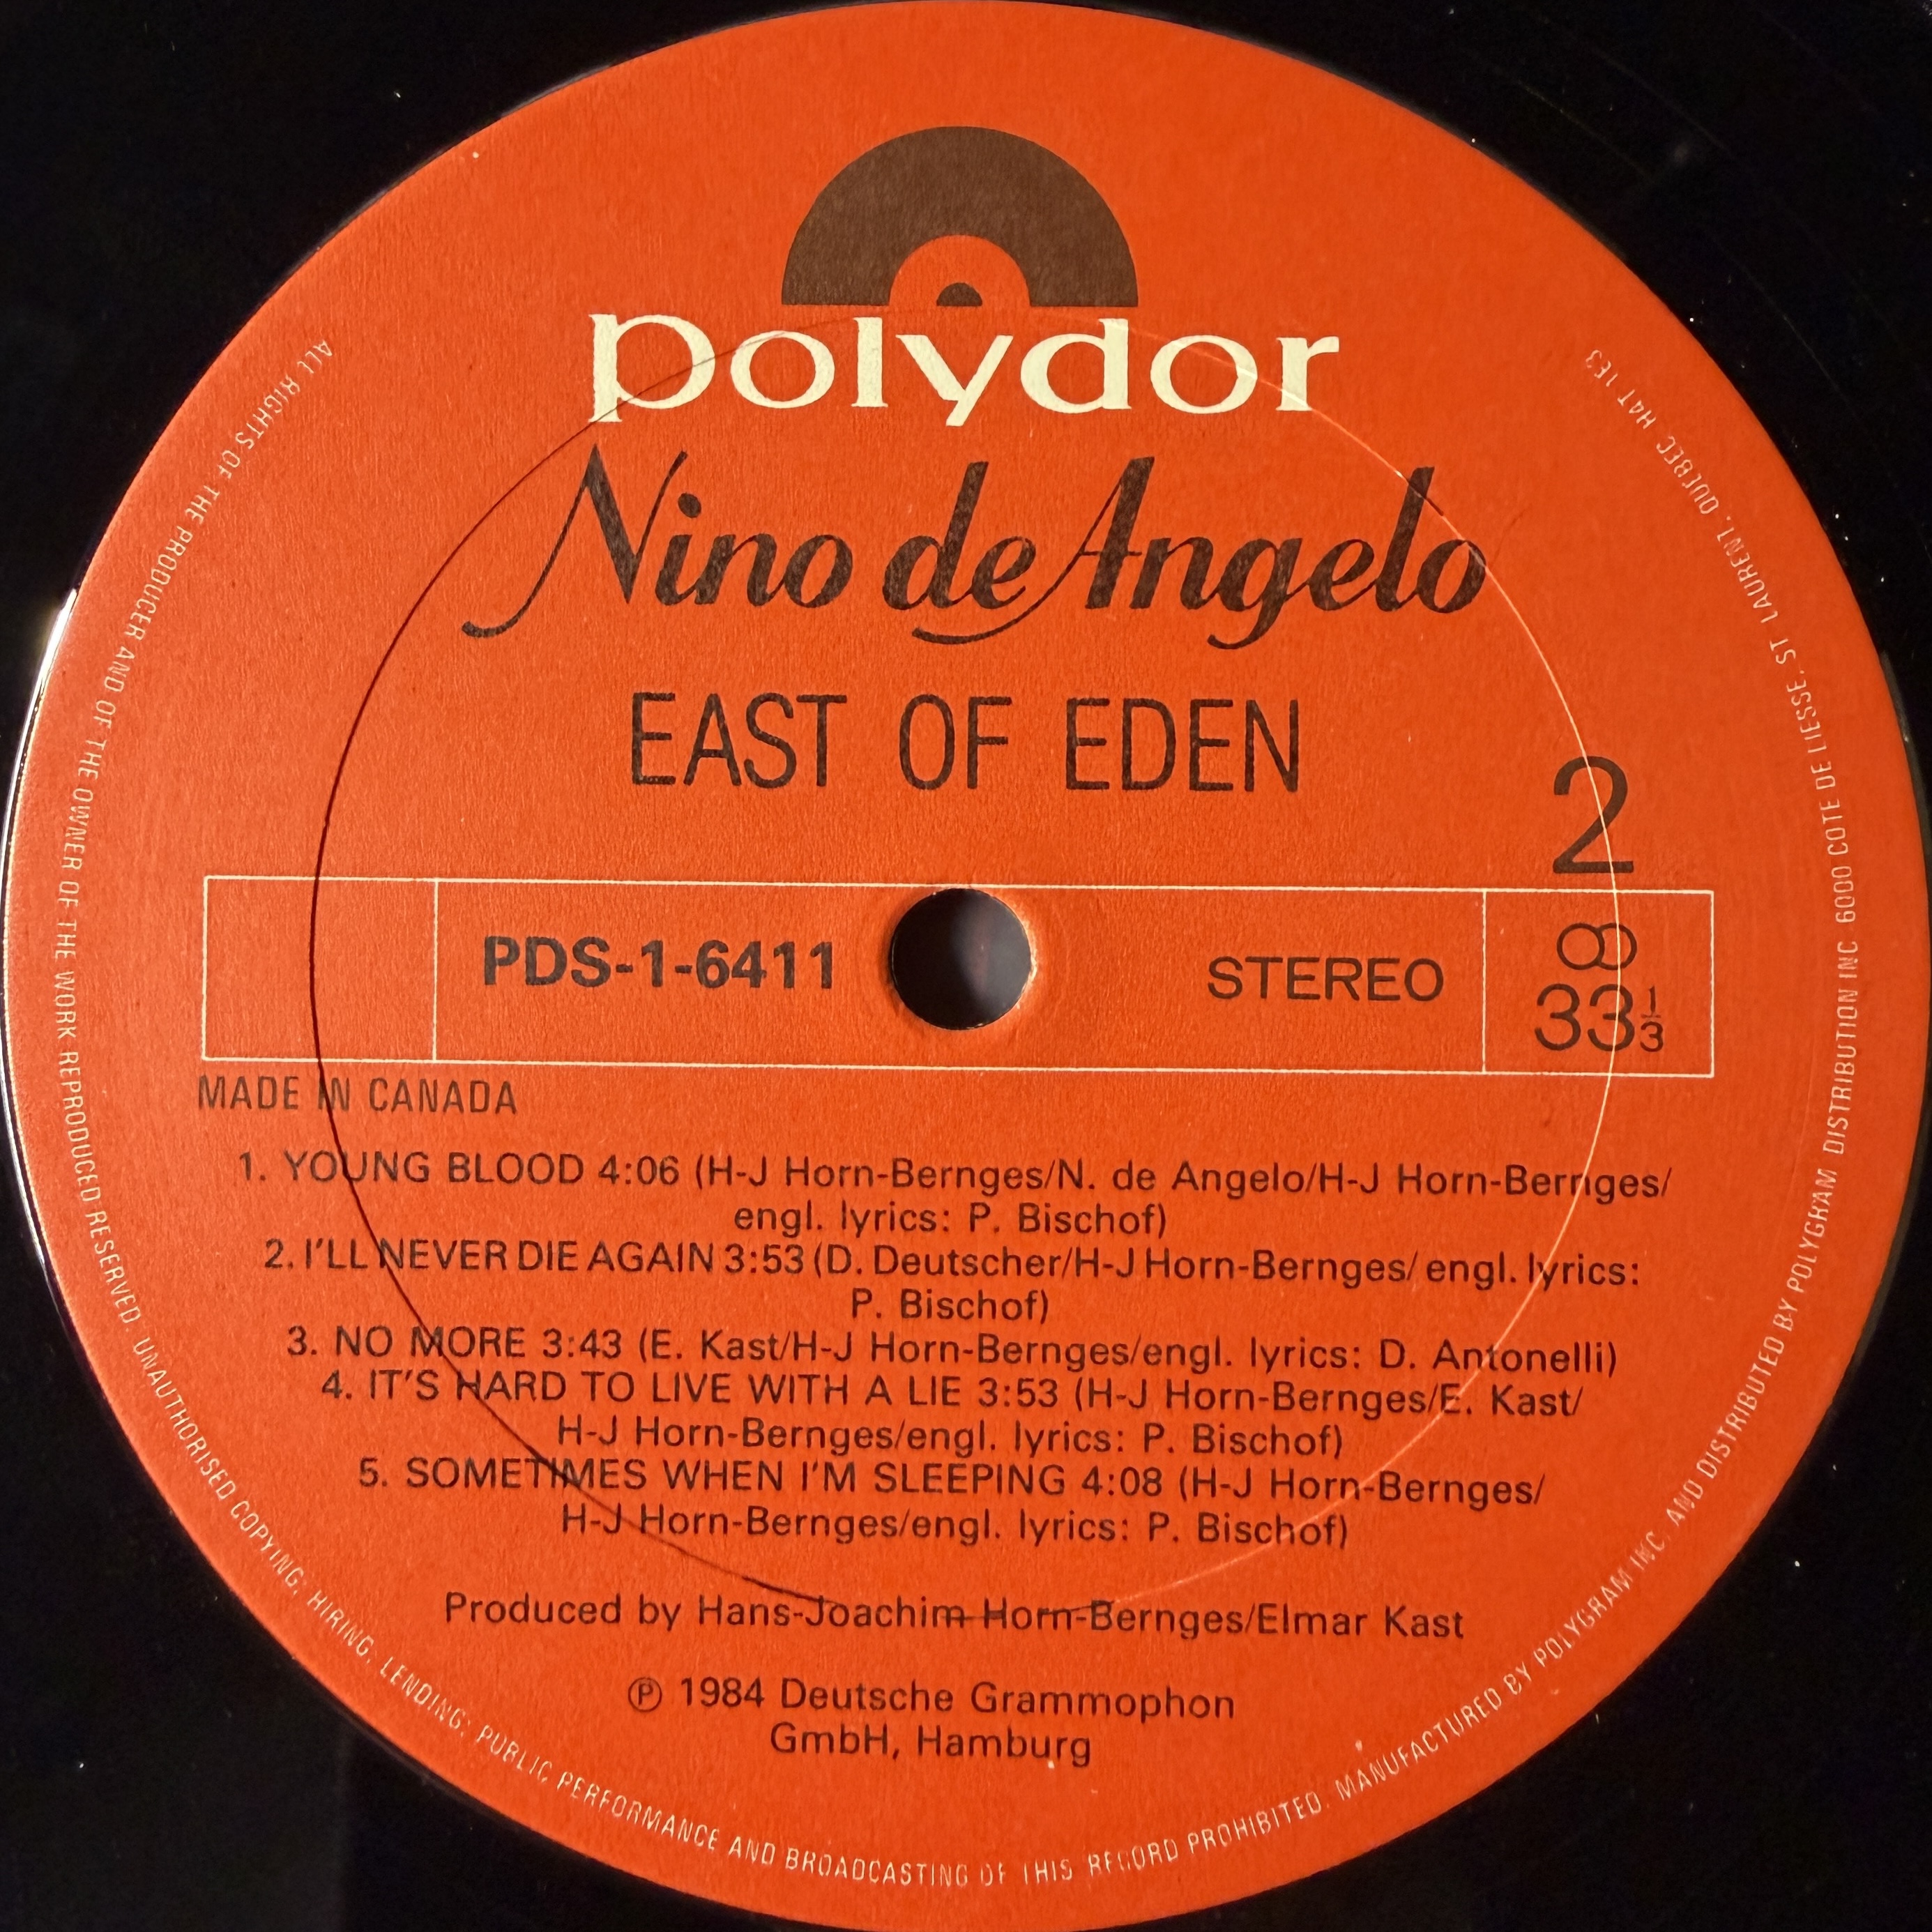 polydor
Nino de Angelo
EAST OF EDEN
2
PDS-1-6411
STEREO
33⅓
MADE IN CANADA
1. YOUNG BLOOD 4:06 (H-J Horn-Bernges/N. de Angelo/H-J Horn-Bernges/
engl. lyrics: P. Bischof)
2. I'LL NEVER DIE AGAIN 3:53 (D. Deutscher/H-J Horn-Bernges/ engl. lyrics:
P. Bischof)
3. NO MORE 3:43 (E. Kast/H-J Horn-Bernges/engl. lyrics: D. Antonelli)
4. IT'S HARD TO LIVE WITH A LIE 3:53 (H-J Horn-Bernges/E. Kast/
H-J Horn-Bernges/engl. lyrics: P. Bischof)
5. SOMETIMES WHEN I'M SLEEPING 4:08 (H-J Horn-Bernges/
H-J Horn-Bernges/engl. lyrics: P. Bischof)
Produced by Hans-Joachim Horn-Bernges/Elmar Kast
℗ 1984 Deutsche Grammophon
GmbH, Hamburg
ALL RIGHTS OF THE PRODUCER AND OF THE OWNER OF THE WORK REPRODUCED RESERVED. UNAUTHORISED COPYING, HIRING, LENDING, PUBLIC PERFORMANCE AND BROADCASTING OF THIS RECORD PROHIBITED. MANUFACTURED BY POLYGRAM INC. AND DISTRIBUTED BY POLYGRAM DISTRIBUTION INC 6000 COTE DE LIESSE, ST LAURENT, QUEBEC H4T 1E3